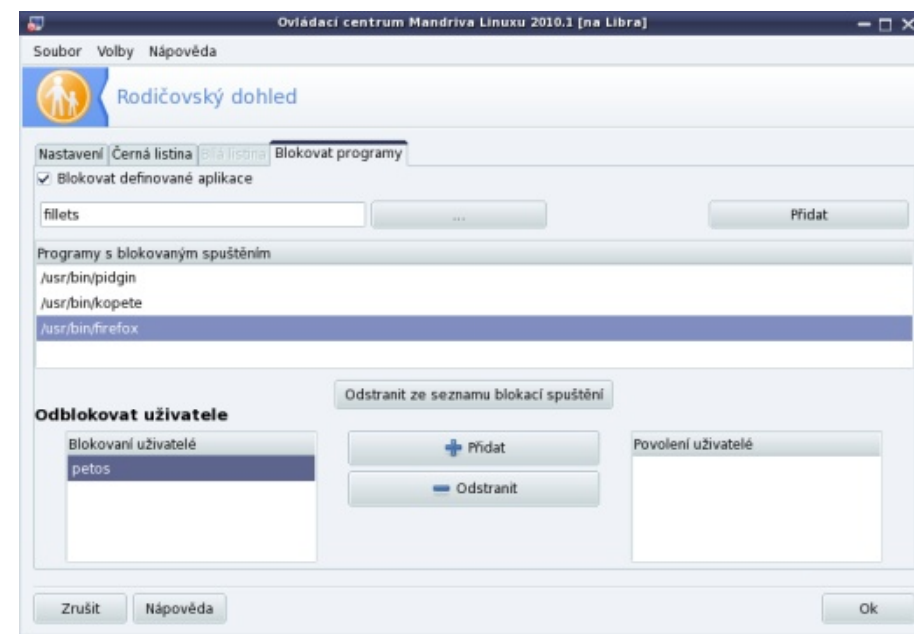 Ovládací centrum Mandriva Linuxu 2010.1 [na Libra]
Soubor Volby Nápověda
Rodičovský dohled
Nastavení Černá listina Bílá listina Blokovat programy
Blokovat definované aplikace
fillets ... Přidat
Programy s blokovaným spuštěním
/usr/bin/pidgin
/usr/bin/kopete
/usr/bin/firefox
Odstranit ze seznamu blokací spuštění
Odblokovat uživatele
Blokovaní uživatelé Přidat Povolení uživatelé
petos
Odstranit
Zrušit Nápověda Ok